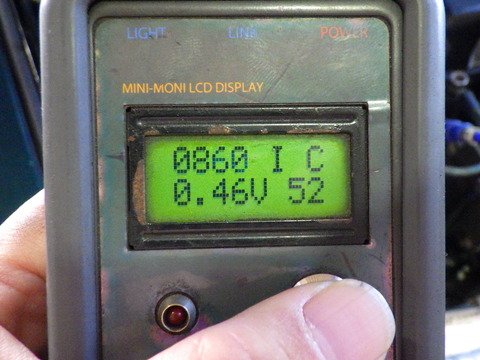 LIGHT LINK POWER
MINI-MONI LCD DISPLAY
0860 I C
0.46V 52